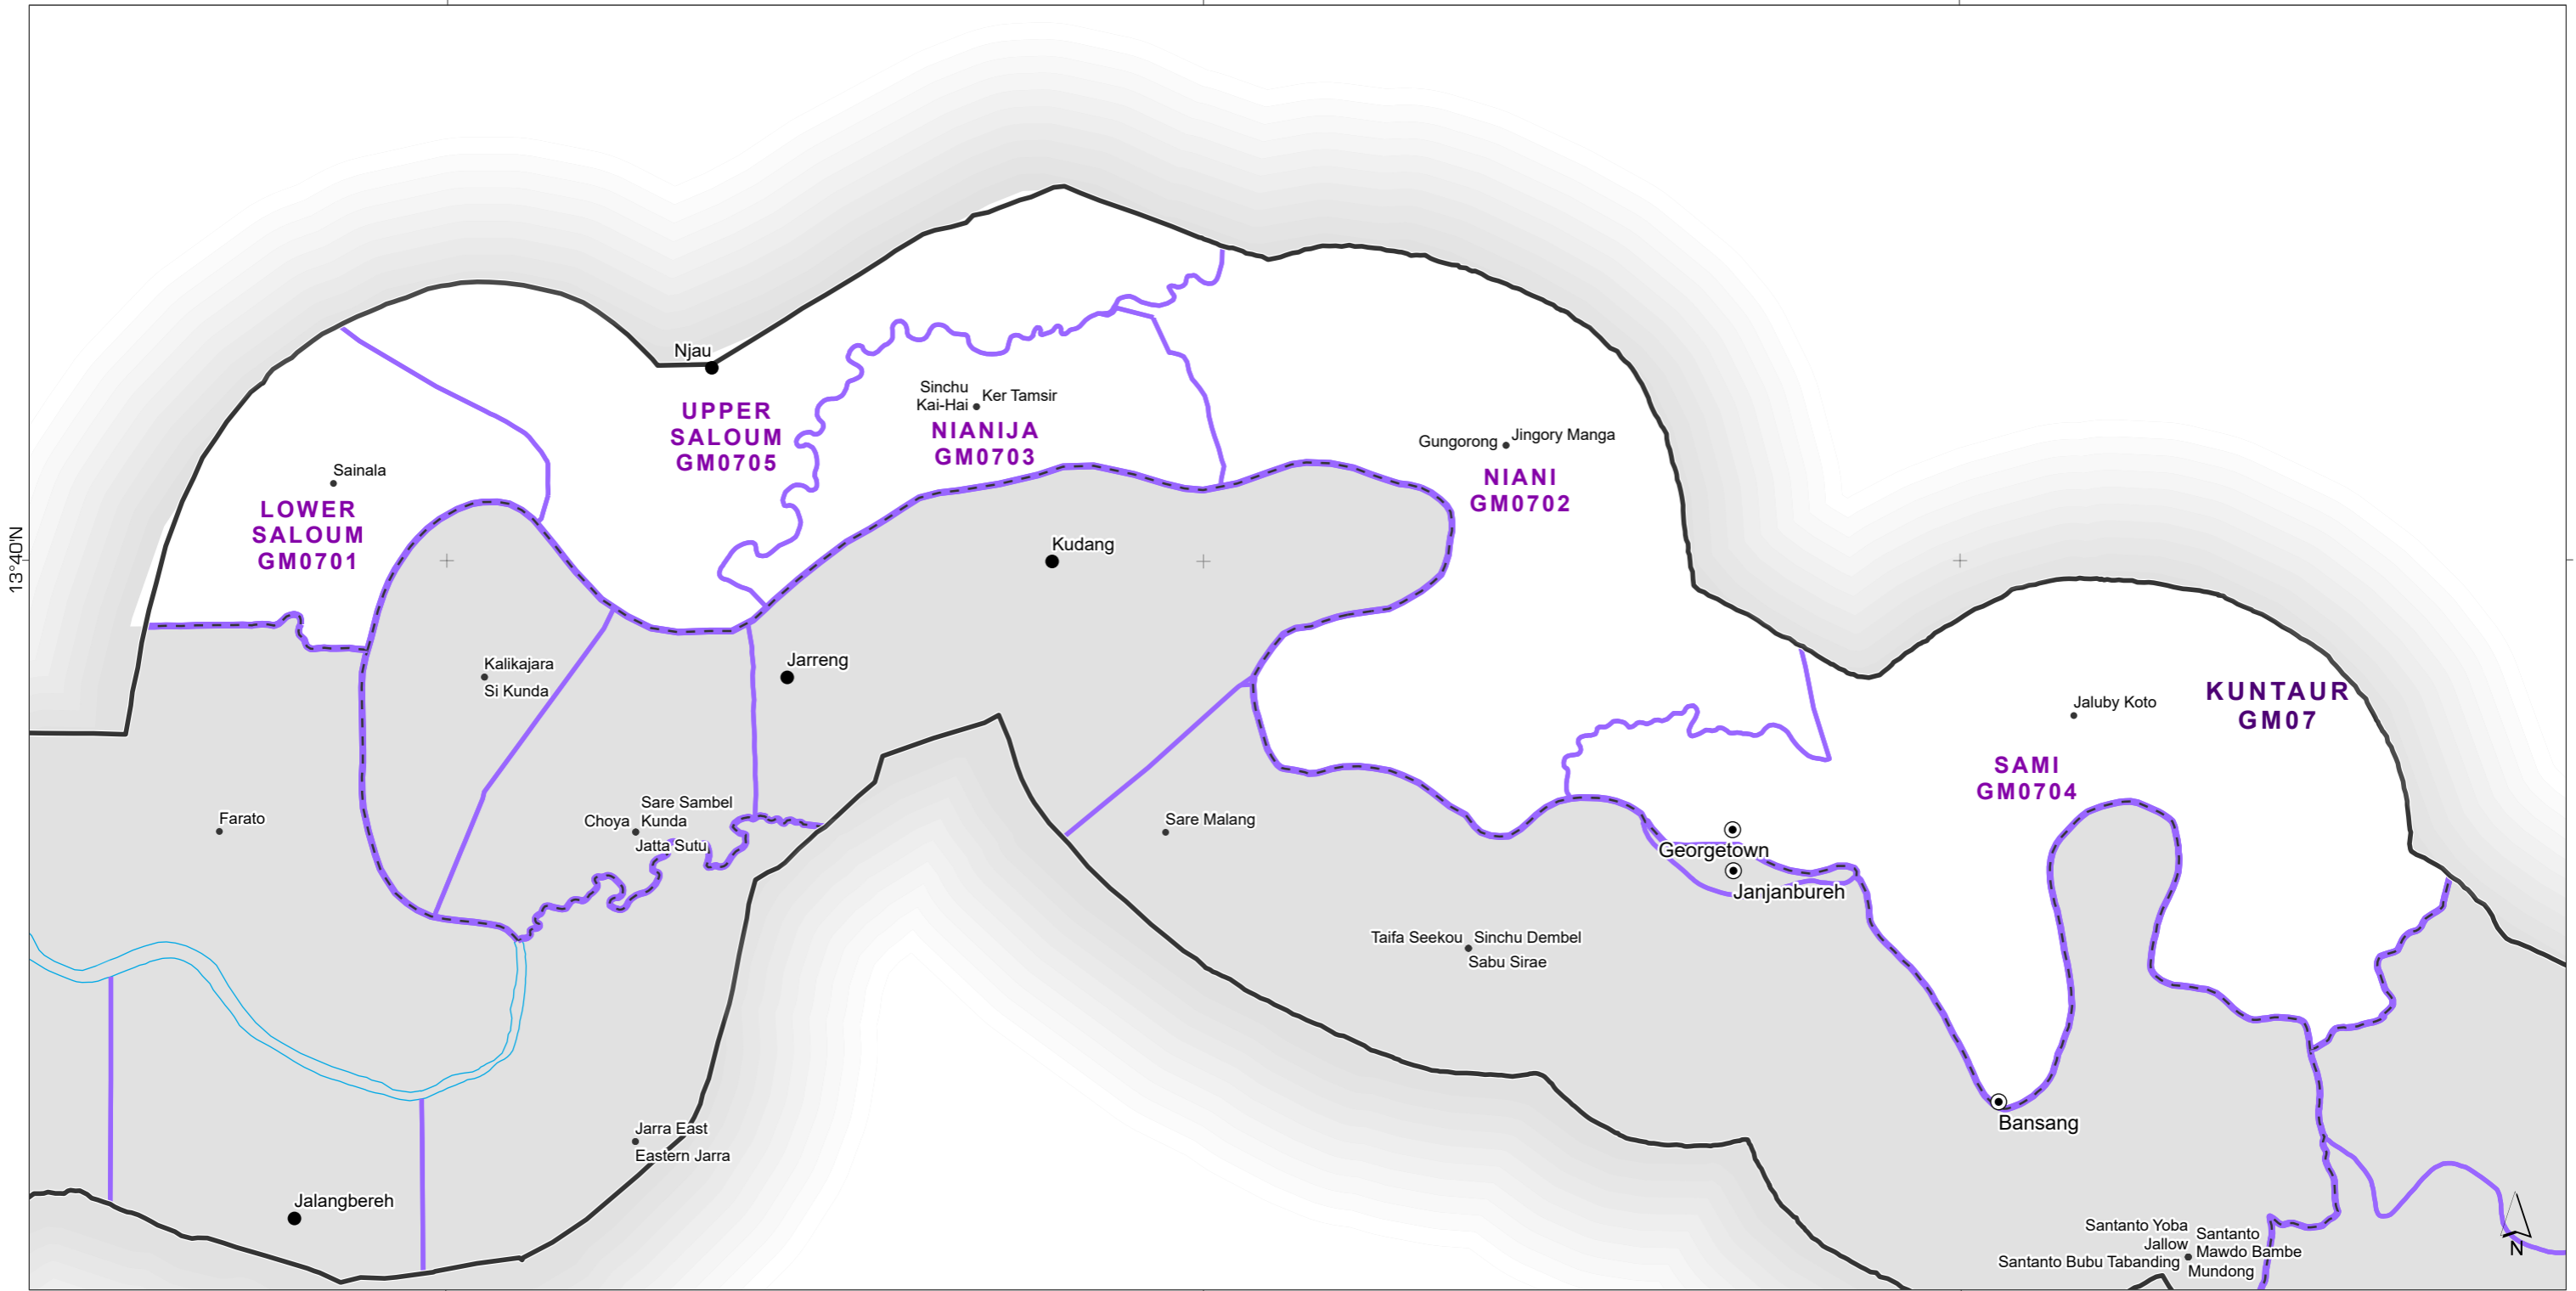 Njau
UPPER
SALOUM
GM0705
Sinchu
Kai-Hai
Ker Tamsir
NIANIJA
GM0703
Gungorong
Jingory Manga
NIANI
GM0702
Sainala
LOWER
SALOUM
GM0701
13°40'N
Kudang
Kalikajara
Si Kunda
Jarreng
Jaluby Koto
KUNTAUR
GM07
SAMI
GM0704
Farato
Sare Sambel
Choya
Kunda
Jatta Sutu
Sare Malang
Georgetown
Janjanbureh
Taifa Seekou
Sinchu Dembel
Sabu Sirae
Bansang
Jarra East
Eastern Jarra
Jalangbereh
Santanto Yoba
Jallow
Santanto Bubu Tabanding
Santanto
Mawdo Bambe
Mundong
N